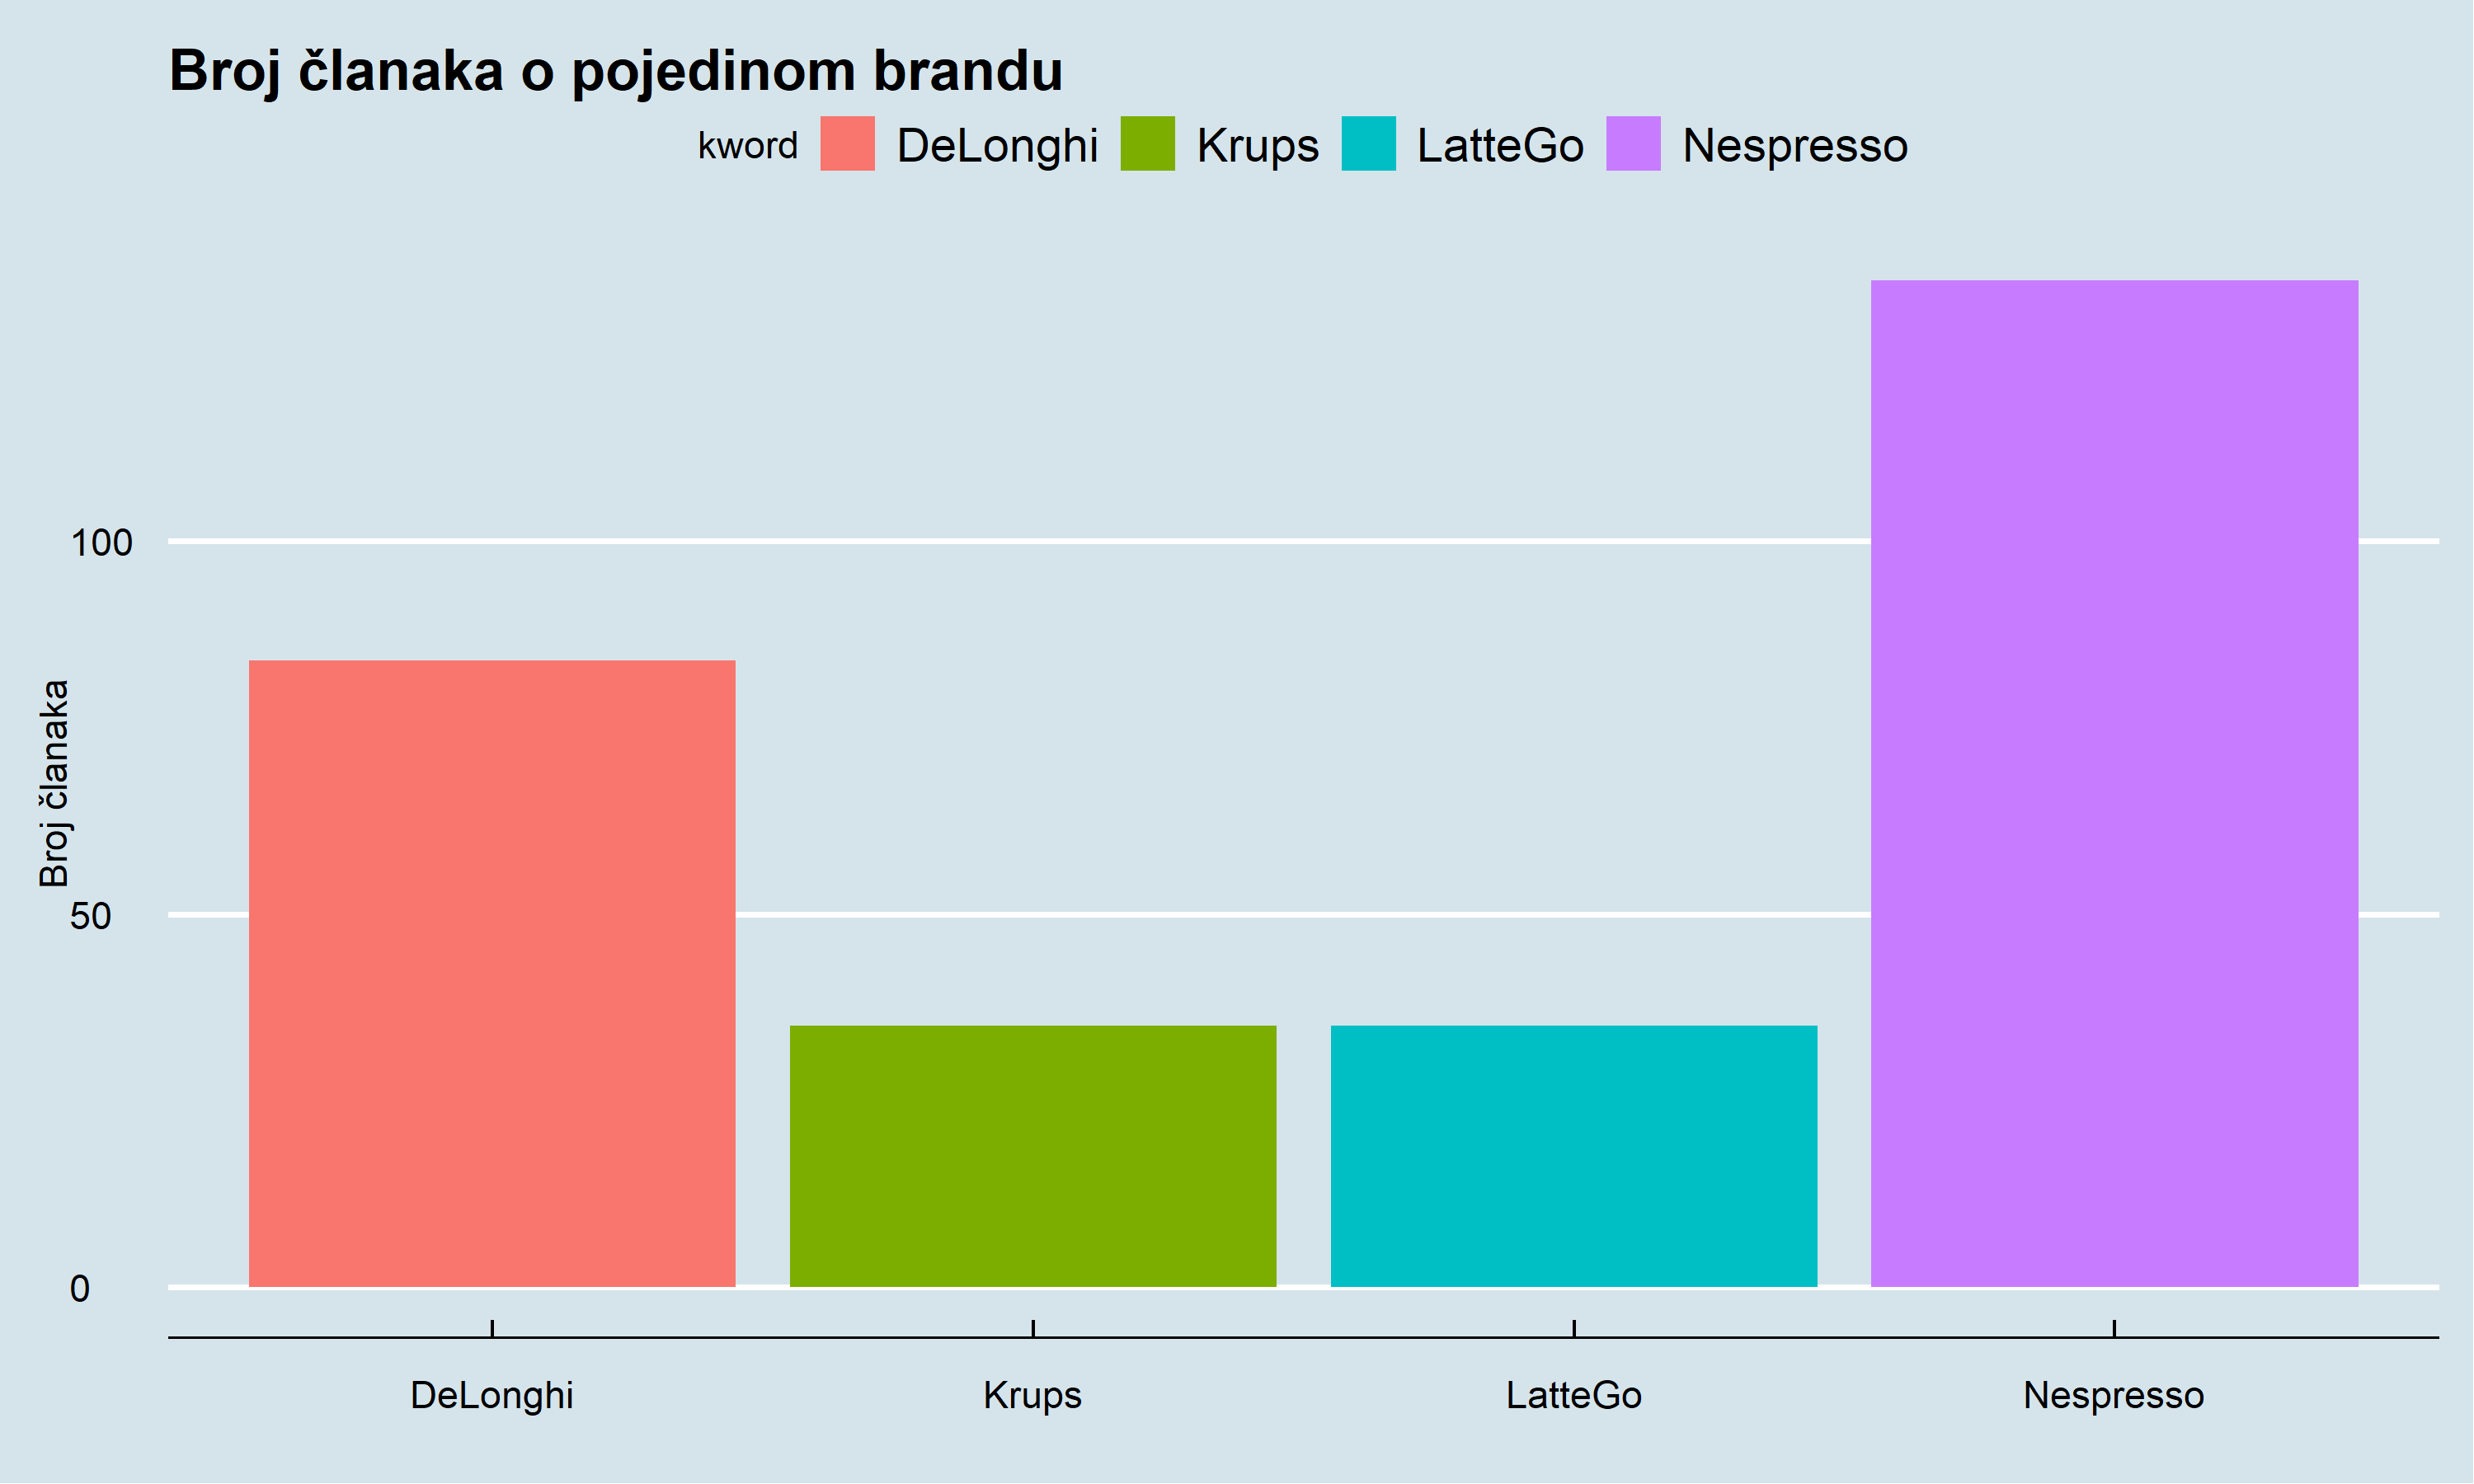 Broj članaka o pojedinom brandu
kword DeLonghi Krups LatteGo Nespresso
100
50
0
Broj članaka
DeLonghi Krups LatteGo Nespresso